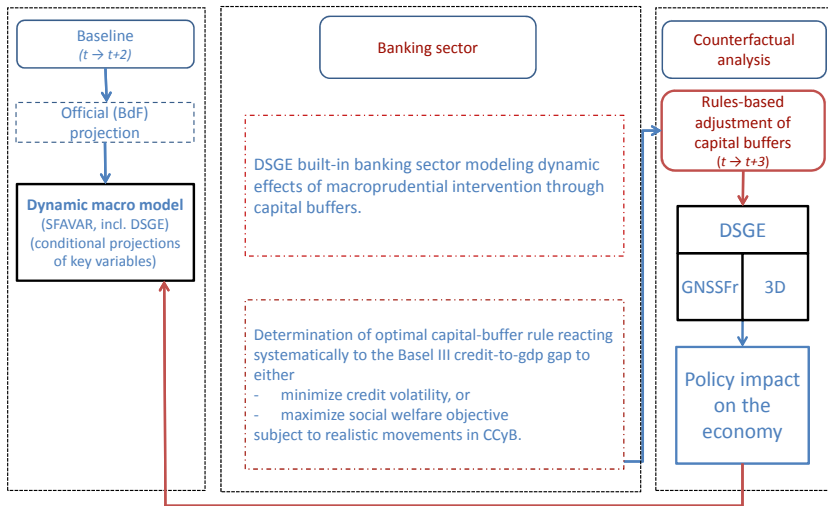 Baseline
(t → t+2)
Official (BdF)
projection
Dynamic macro model
(SFAVAR, incl. DSGE)
(conditional projections
of key variables)
Banking sector
DSGE built-in banking sector modeling dynamic
effects of macroprudential intervention through
capital buffers.
Determination of optimal capital-buffer rule reacting
systematically to the Basel III credit-to-gdp gap to
either
- minimize credit volatility, or
- maximize social welfare objective
subject to realistic movements in CCyB.
Counterfactual
analysis
Rules-based
adjustment of
capital buffers
(t → t+3)
DSGE
GNSSFr
3D
Policy impact
on the
economy